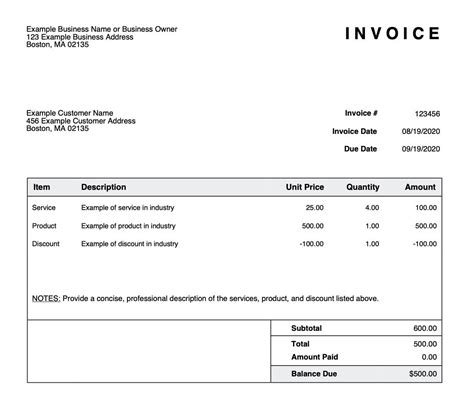 Example Business Name or Business Owner
123 Example Business Address
Boston, MA 02135
INVOICE
Example Customer Name
456 Example Customer Address
Boston, MA 02135
Invoice # 123456
Invoice Date 08/19/2020
Due Date 09/19/2020
Item Description Unit Price Quantity Amount
Service Example of service in industry 25.00 4.00 100.00
Product Example of product in industry 500.00 1.00 500.00
Discount Example of discount in industry -100.00 1.00 -100.00
NOTES: Provide a concise, professional description of the services, product, and discount listed above.
Subtotal 600.00
Total 500.00
Amount Paid 0.00
Balance Due $500.00